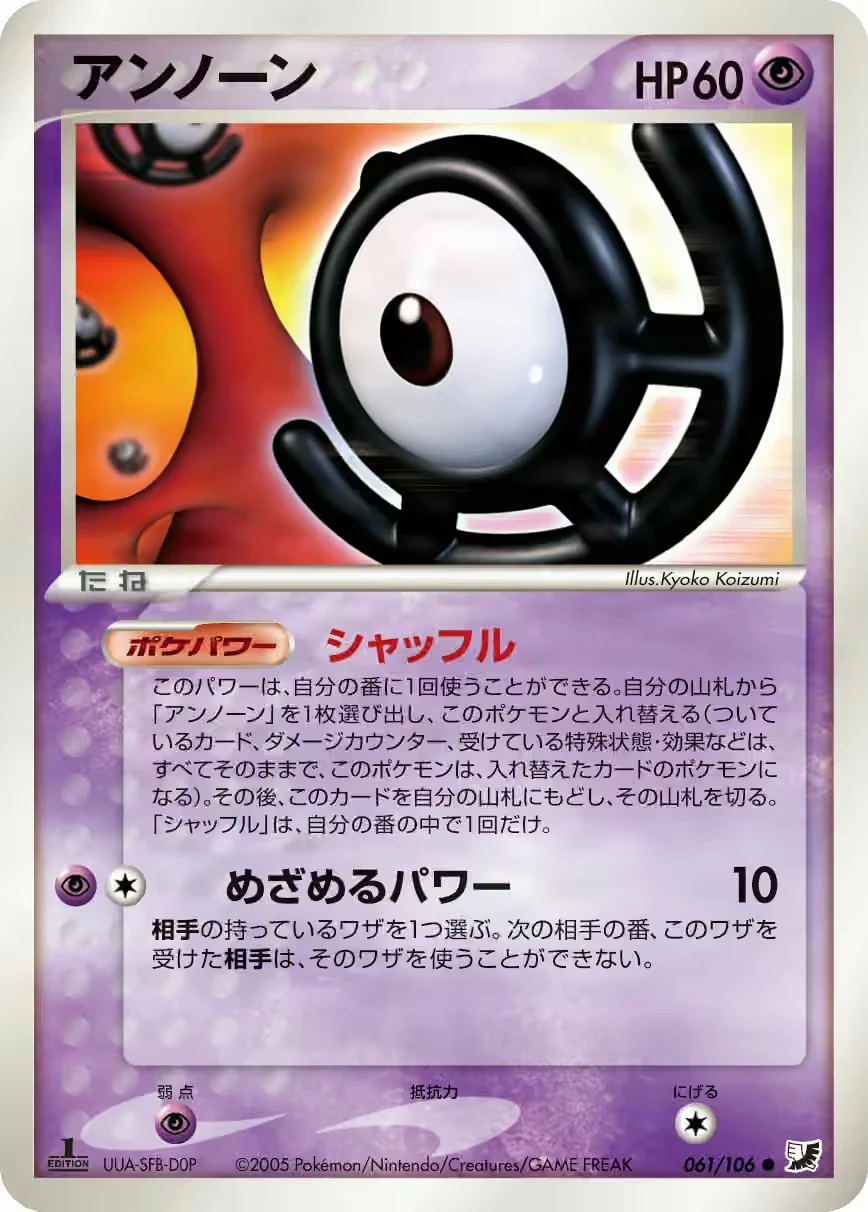 アンノーン
HP60
たね
Illus.Kyoko Koizumi
ポケパワー シャッフル
このパワーは、自分の番に1回使うことができる。自分の山札から
「アンノーン」を1枚選び出し、このポケモンと入れ替える(ついて
いるカード、ダメージカウンター、受けている特殊状態・効果などは、
すべてそのままで、このポケモンは、入れ替えたカードのポケモンに
なる)。その後、このカードを自分の山札にもどし、その山札を切る。
「シャッフル」は、自分の番の中で1回だけ。
めざめるパワー 10
相手の持っているワザを1つ選ぶ。次の相手の番、このワザを
受けた相手は、そのワザを使うことができない。
弱点 抵抗力 にげる
1 EDITION UUA-SFB-D0P ©2005 Pokémon/Nintendo/Creatures/GAME FREAK 061/106 ●